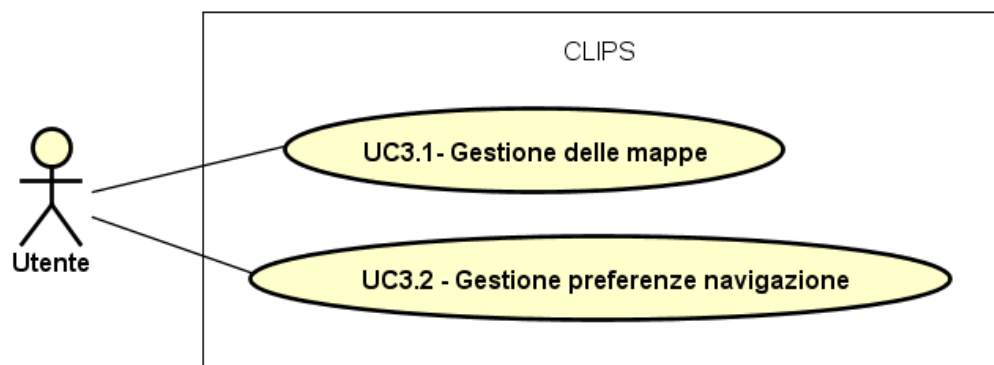 CLIPS
UC3.1- Gestione delle mappe
Utente
UC3.2 - Gestione preferenze navigazione